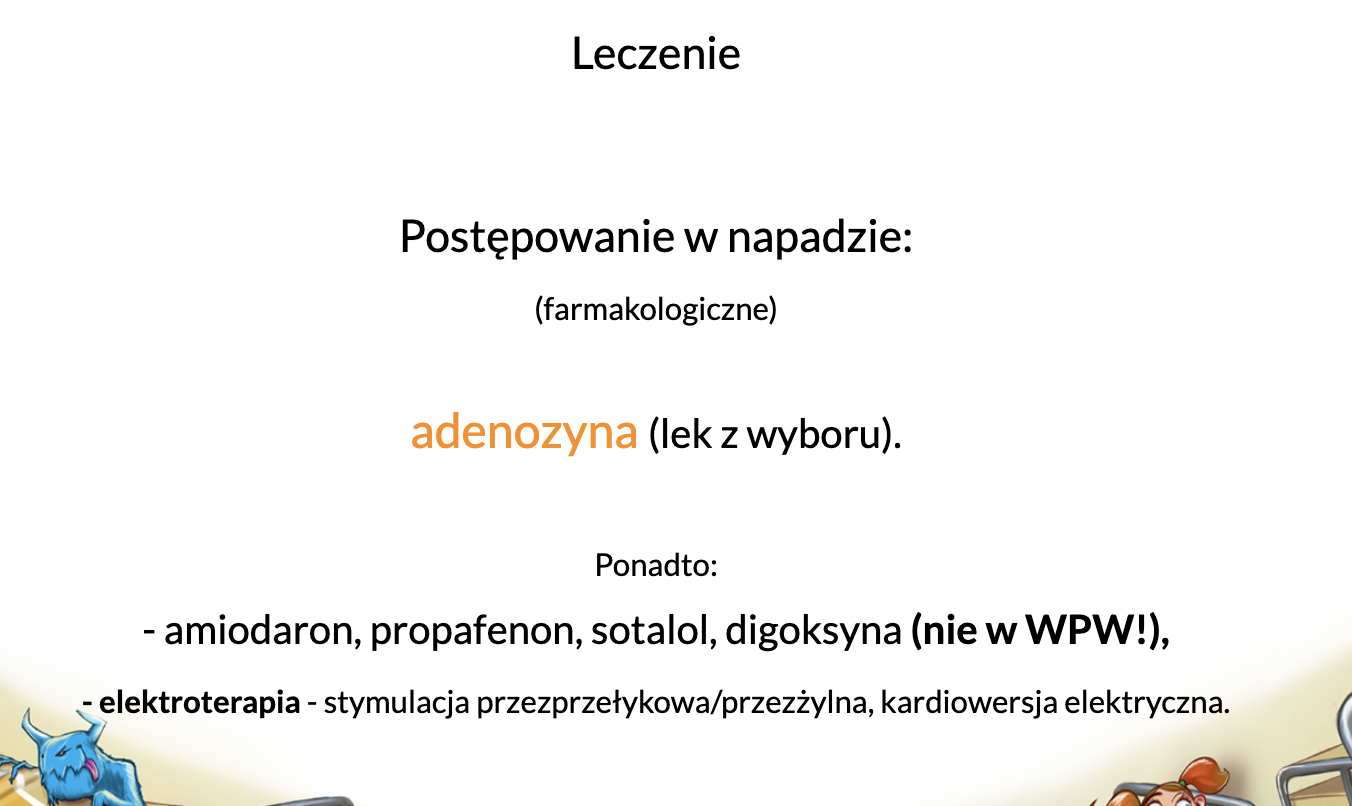 Leczenie
Postępowanie w napadzie:
(farmakologiczne)
adenozyna (lek z wyboru).
Ponadto:
- amiodaron, propafenon, sotalol, digoksyna (nie w WPW!),
- elektroterapia - stymulacja przezprzełykowa/przezżylna, kardiowersja elektryczna.